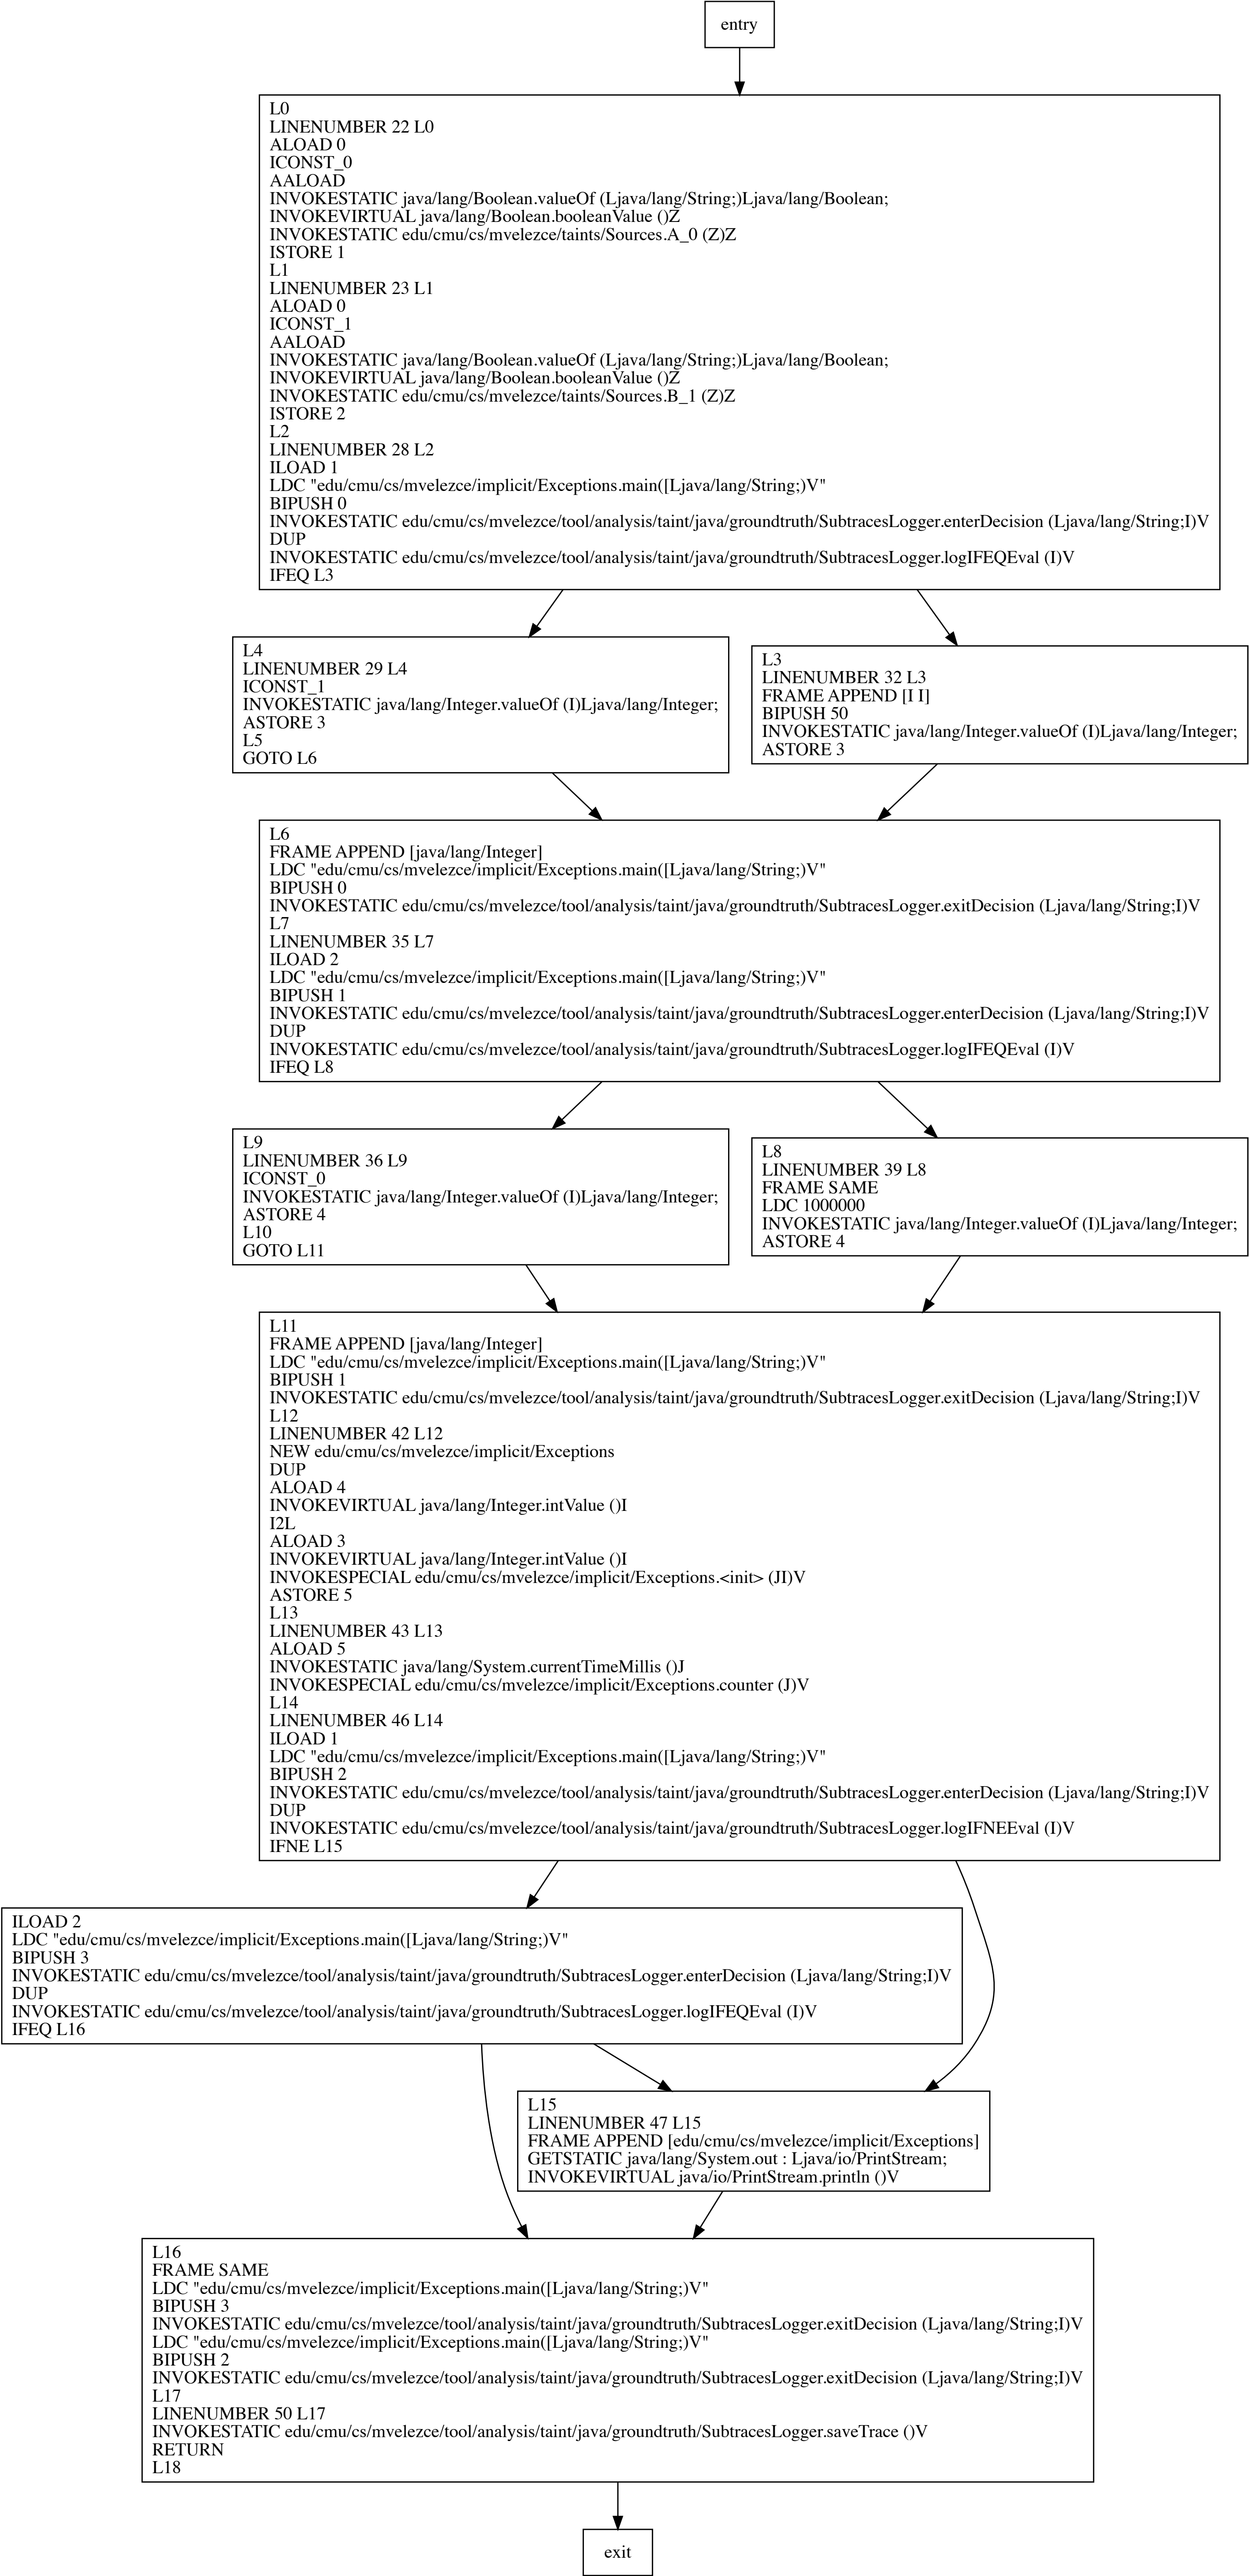 entry
L0
LINENUMBER 22 L0
ALOAD 0
ICONST_0
AALOAD
INVOKESTATIC java/lang/Boolean.valueOf (Ljava/lang/String;)Ljava/lang/Boolean;
INVOKEVIRTUAL java/lang/Boolean.booleanValue ()Z
INVOKESTATIC edu/cmu/cs/mvelezce/taints/Sources.A_0 (Z)Z
ISTORE 1
L1
LINENUMBER 23 L1
ALOAD 0
ICONST_1
AALOAD
INVOKESTATIC java/lang/Boolean.valueOf (Ljava/lang/String;)Ljava/lang/Boolean;
INVOKEVIRTUAL java/lang/Boolean.booleanValue ()Z
INVOKESTATIC edu/cmu/cs/mvelezce/taints/Sources.B_1 (Z)Z
ISTORE 2
L2
LINENUMBER 28 L2
ILOAD 1
LDC "edu/cmu/cs/mvelezce/implicit/Exceptions.main([Ljava/lang/String;)V"
BIPUSH 0
INVOKESTATIC edu/cmu/cs/mvelezce/tool/analysis/taint/java/groundtruth/SubtracesLogger.enterDecision (Ljava/lang/String;I)V
DUP
INVOKESTATIC edu/cmu/cs/mvelezce/tool/analysis/taint/java/groundtruth/SubtracesLogger.logIFEQEval (I)V
IFEQ L3
L4
LINENUMBER 29 L4
ICONST_1
INVOKESTATIC java/lang/Integer.valueOf (I)Ljava/lang/Integer;
ASTORE 3
L5
GOTO L6
L3
LINENUMBER 32 L3
FRAME APPEND [I I]
BIPUSH 50
INVOKESTATIC java/lang/Integer.valueOf (I)Ljava/lang/Integer;
ASTORE 3
L6
FRAME APPEND [java/lang/Integer]
LDC "edu/cmu/cs/mvelezce/implicit/Exceptions.main([Ljava/lang/String;)V"
BIPUSH 0
INVOKESTATIC edu/cmu/cs/mvelezce/tool/analysis/taint/java/groundtruth/SubtracesLogger.exitDecision (Ljava/lang/String;I)V
L7
LINENUMBER 35 L7
ILOAD 2
LDC "edu/cmu/cs/mvelezce/implicit/Exceptions.main([Ljava/lang/String;)V"
BIPUSH 1
INVOKESTATIC edu/cmu/cs/mvelezce/tool/analysis/taint/java/groundtruth/SubtracesLogger.enterDecision (Ljava/lang/String;I)V
DUP
INVOKESTATIC edu/cmu/cs/mvelezce/tool/analysis/taint/java/groundtruth/SubtracesLogger.logIFEQEval (I)V
IFEQ L8
L9
LINENUMBER 36 L9
ICONST_0
INVOKESTATIC java/lang/Integer.valueOf (I)Ljava/lang/Integer;
ASTORE 4
L10
GOTO L11
L8
LINENUMBER 39 L8
FRAME SAME
LDC 1000000
INVOKESTATIC java/lang/Integer.valueOf (I)Ljava/lang/Integer;
ASTORE 4
L11
FRAME APPEND [java/lang/Integer]
LDC "edu/cmu/cs/mvelezce/implicit/Exceptions.main([Ljava/lang/String;)V"
BIPUSH 1
INVOKESTATIC edu/cmu/cs/mvelezce/tool/analysis/taint/java/groundtruth/SubtracesLogger.exitDecision (Ljava/lang/String;I)V
L12
LINENUMBER 42 L12
NEW edu/cmu/cs/mvelezce/implicit/Exceptions
DUP
ALOAD 4
INVOKEVIRTUAL java/lang/Integer.intValue ()I
I2L
ALOAD 3
INVOKEVIRTUAL java/lang/Integer.intValue ()I
INVOKESPECIAL edu/cmu/cs/mvelezce/implicit/Exceptions.<init> (JI)V
ASTORE 5
L13
LINENUMBER 43 L13
ALOAD 5
INVOKESTATIC java/lang/System.currentTimeMillis ()J
INVOKESPECIAL edu/cmu/cs/mvelezce/implicit/Exceptions.counter (J)V
L14
LINENUMBER 46 L14
ILOAD 1
LDC "edu/cmu/cs/mvelezce/implicit/Exceptions.main([Ljava/lang/String;)V"
BIPUSH 2
INVOKESTATIC edu/cmu/cs/mvelezce/tool/analysis/taint/java/groundtruth/SubtracesLogger.enterDecision (Ljava/lang/String;I)V
DUP
INVOKESTATIC edu/cmu/cs/mvelezce/tool/analysis/taint/java/groundtruth/SubtracesLogger.logIFNEEval (I)V
IFNE L15
ILOAD 2
LDC "edu/cmu/cs/mvelezce/implicit/Exceptions.main([Ljava/lang/String;)V"
BIPUSH 3
INVOKESTATIC edu/cmu/cs/mvelezce/tool/analysis/taint/java/groundtruth/SubtracesLogger.enterDecision (Ljava/lang/String;I)V
DUP
INVOKESTATIC edu/cmu/cs/mvelezce/tool/analysis/taint/java/groundtruth/SubtracesLogger.logIFEQEval (I)V
IFEQ L16
L15
LINENUMBER 47 L15
FRAME APPEND [edu/cmu/cs/mvelezce/implicit/Exceptions]
GETSTATIC java/lang/System.out : Ljava/io/PrintStream;
INVOKEVIRTUAL java/io/PrintStream.println ()V
L16
FRAME SAME
LDC "edu/cmu/cs/mvelezce/implicit/Exceptions.main([Ljava/lang/String;)V"
BIPUSH 3
INVOKESTATIC edu/cmu/cs/mvelezce/tool/analysis/taint/java/groundtruth/SubtracesLogger.exitDecision (Ljava/lang/String;I)V
LDC "edu/cmu/cs/mvelezce/implicit/Exceptions.main([Ljava/lang/String;)V"
BIPUSH 2
INVOKESTATIC edu/cmu/cs/mvelezce/tool/analysis/taint/java/groundtruth/SubtracesLogger.exitDecision (Ljava/lang/String;I)V
L17
LINENUMBER 50 L17
INVOKESTATIC edu/cmu/cs/mvelezce/tool/analysis/taint/java/groundtruth/SubtracesLogger.saveTrace ()V
RETURN
L18
exit